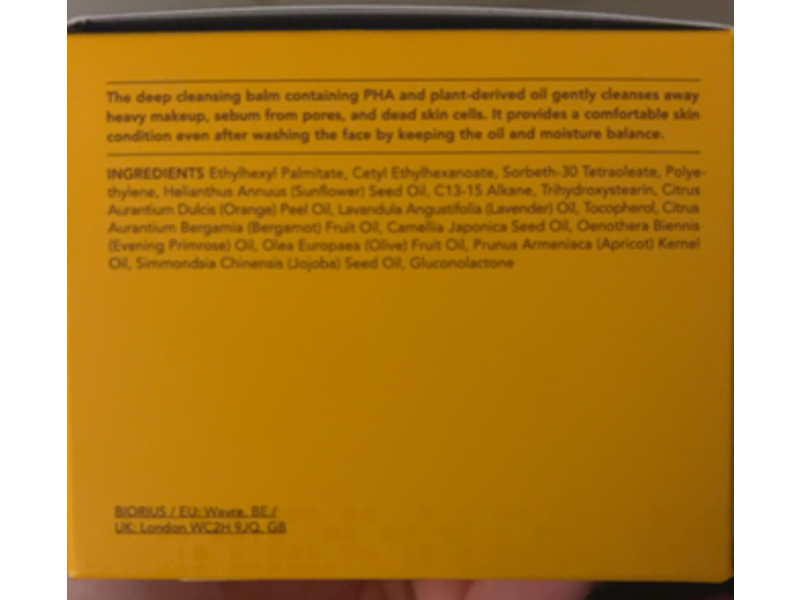 The deep cleansing balm containing PHA and plant-derived oil gently cleanses away
heavy makeup, sebum from pores, and dead skin cells. It provides a comfortable skin
condition even after washing the face by keeping the oil and moisture balance.
INGREDIENTS Ethylhexyl Palmitate, Cetyl Ethylhexanoate, Sorbeth-30 Tetraoleate, Polye-
thylene, Helianthus Annuus (Sunflower) Seed Oil, C13-15 Alkane, Trihydroxystearin, Citrus
Aurantium Dulcis (Orange) Peel Oil, Lavandula Angustifolia (Lavender) Oil, Tocopherol, Citrus
Aurantium Bergamia (Bergamot) Fruit Oil, Camellia Japonica Seed Oil, Oenothera Biennis
(Evening Primrose) Oil, Olea Europaea (Olive) Fruit Oil, Prunus Armeniaca (Apricot) Kernel
Oil, Simmondsia Chinensis (Jojoba) Seed Oil, Gluconolactone
BIORIUS / EU: Wavre, BE /
UK: London WC2H 9JQ, GB